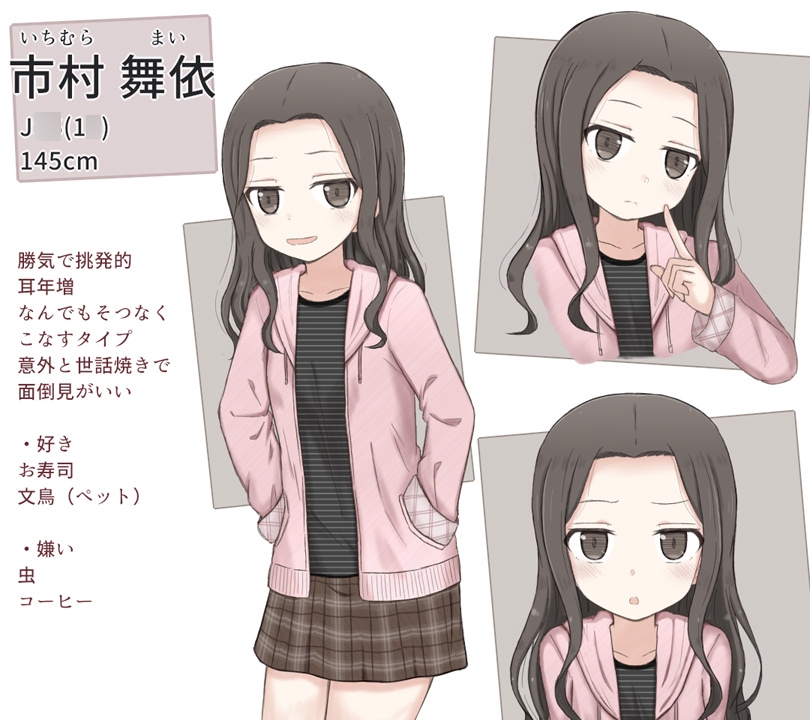 いちむら まい
市村 舞依
J (1 )
145cm
勝気で挑発的
耳年増
なんでもそつなく
こなすタイプ
意外と世話焼きで
面倒見がいい
・好き
お寿司
文鳥（ペット）
・嫌い
虫
コーヒー